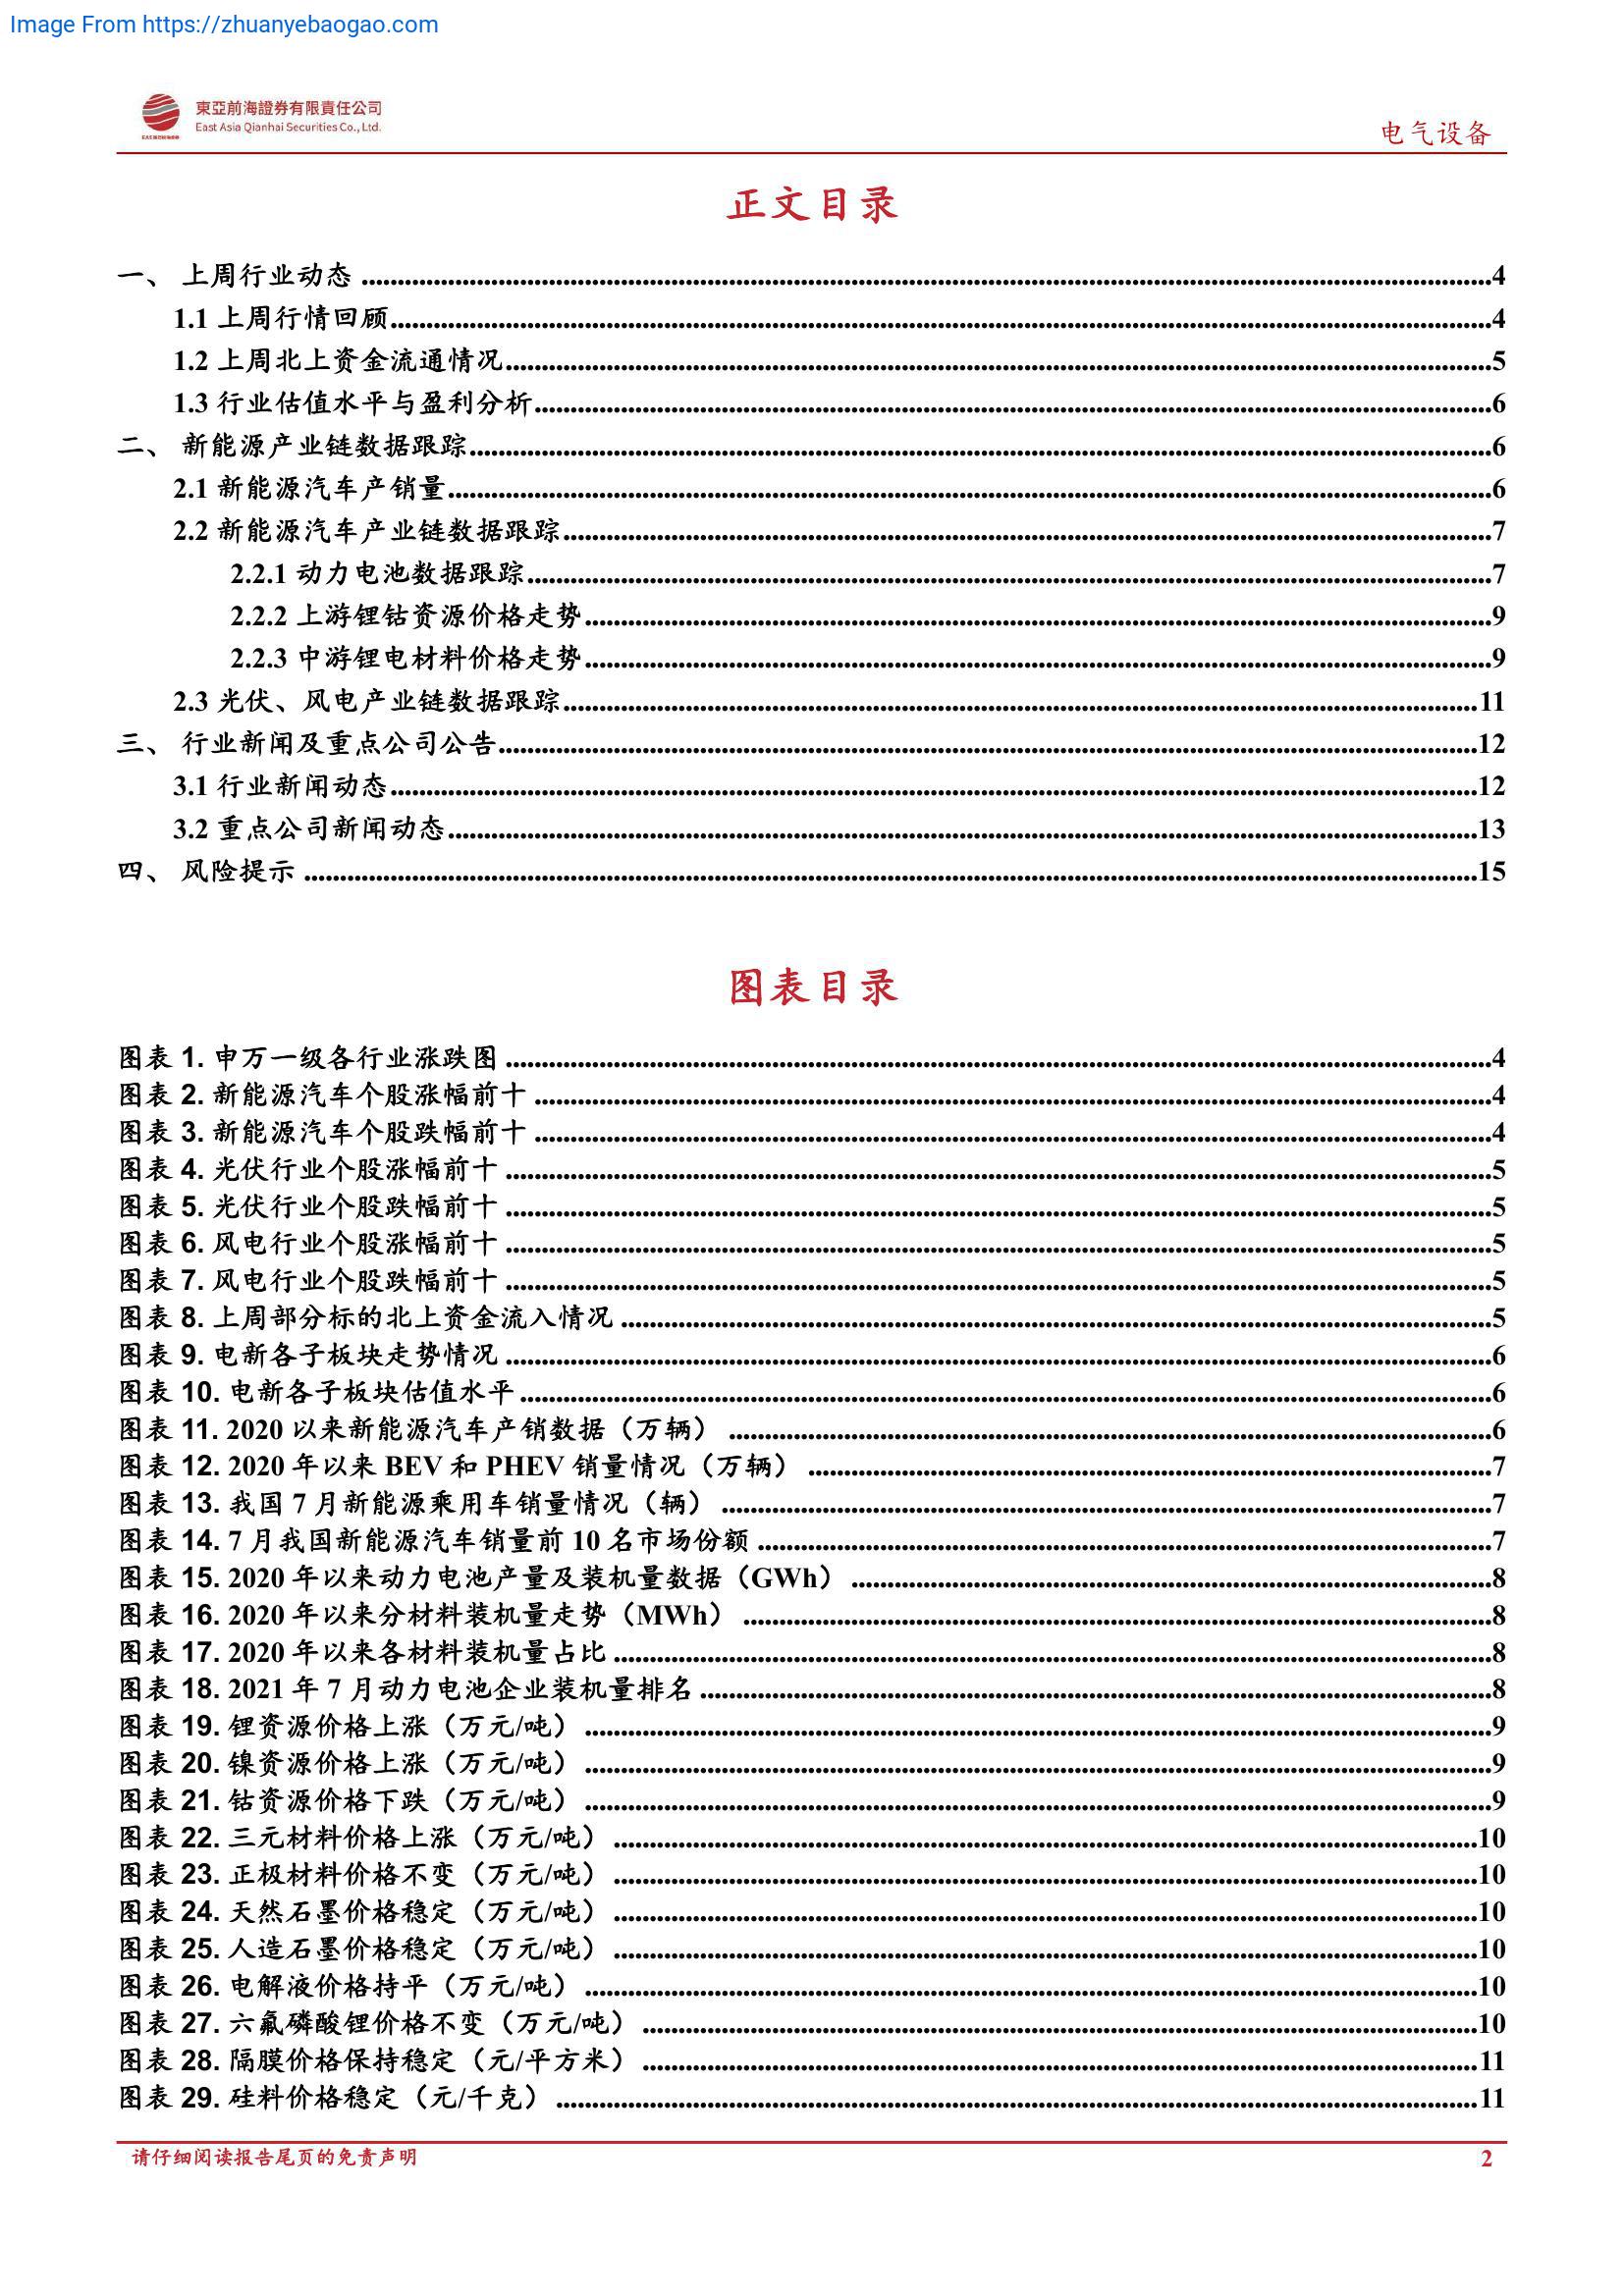 Image From https://zhuanyebaogao.com
東亞前海證券有限責任公司
East Asia Qianhai Securities Co., Ltd.
电气设备
正文目录
一、 上周行业动态 ........ 4
1.1 上周行情回顾 ........ 4
1.2 上周北上资金流通情况 ........ 5
1.3 行业估值水平与盈利分析 ........ 6
二、 新能源产业链数据跟踪 ........ 6
2.1 新能源汽车产销量 ........ 6
2.2 新能源汽车产业链数据跟踪 ........ 7
2.2.1 动力电池数据跟踪 ........ 7
2.2.2 上游锂钴资源价格走势 ........ 9
2.2.3 中游锂电材料价格走势 ........ 9
2.3 光伏、风电产业链数据跟踪 ........ 11
三、 行业新闻及重点公司公告 ........ 12
3.1 行业新闻动态 ........ 12
3.2 重点公司新闻动态 ........ 13
四、 风险提示 ........ 15
图表目录
图表 1. 申万一级各行业涨跌图 ........ 4
图表 2. 新能源汽车个股涨幅前十 ........ 4
图表 3. 新能源汽车个股跌幅前十 ........ 4
图表 4. 光伏行业个股涨幅前十 ........ 5
图表 5. 光伏行业个股跌幅前十 ........ 5
图表 6. 风电行业个股涨幅前十 ........ 5
图表 7. 风电行业个股跌幅前十 ........ 5
图表 8. 上周部分标的北上资金流入情况 ........ 5
图表 9. 电新各子板块走势情况 ........ 6
图表 10. 电新各子板块估值水平 ........ 6
图表 11. 2020 以来新能源汽车产销数据（万辆） ........ 6
图表 12. 2020 年以来 BEV 和 PHEV 销量情况（万辆） ........ 7
图表 13. 我国 7 月新能源乘用车销量情况（辆） ........ 7
图表 14. 7 月我国新能源汽车销量前 10 名市场份额 ........ 7
图表 15. 2020 年以来动力电池产量及装机量数据（GWh） ........ 8
图表 16. 2020 年以来分材料装机量走势（MWh） ........ 8
图表 17. 2020 年以来各材料装机量占比 ........ 8
图表 18. 2021 年 7 月动力电池企业装机量排名 ........ 8
图表 19. 锂资源价格上涨（万元/吨） ........ 9
图表 20. 镍资源价格上涨（万元/吨） ........ 9
图表 21. 钴资源价格下跌（万元/吨） ........ 9
图表 22. 三元材料价格上涨（万元/吨） ........ 10
图表 23. 正极材料价格不变（万元/吨） ........ 10
图表 24. 天然石墨价格稳定（万元/吨） ........ 10
图表 25. 人造石墨价格稳定（万元/吨） ........ 10
图表 26. 电解液价格持平（万元/吨） ........ 10
图表 27. 六氟磷酸锂价格不变（万元/吨） ........ 10
图表 28. 隔膜价格保持稳定（元/平方米） ........ 11
图表 29. 硅料价格稳定（元/千克） ........ 11
请仔细阅读报告尾页的免责声明
2